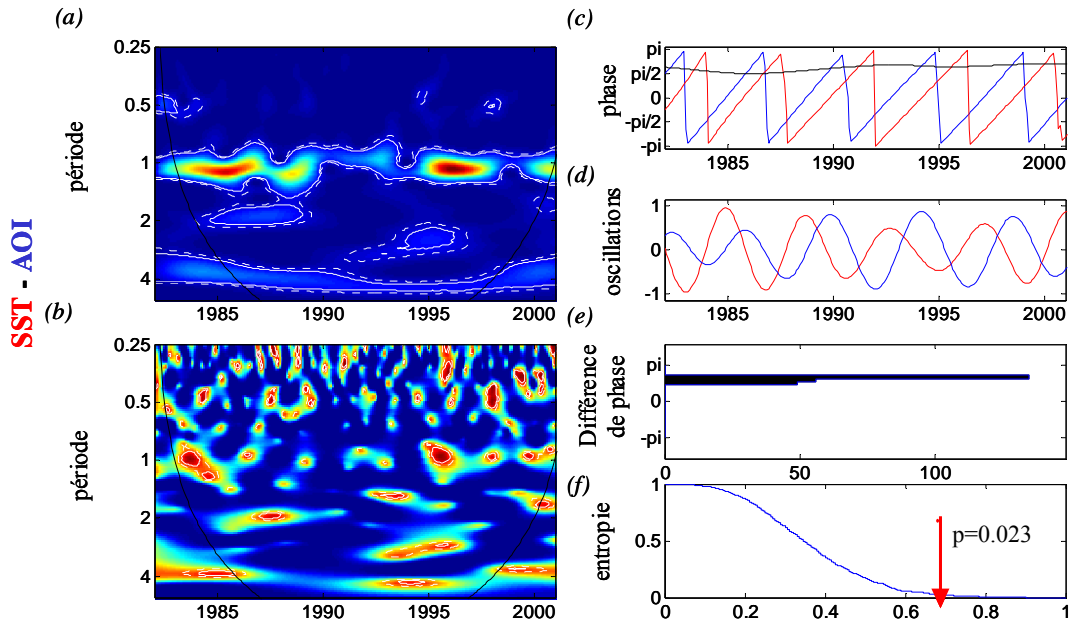 SST - AOI
(a)
période
0.25
0.5
1
2
4
1985
1990
1995
2000
(b)
période
0.25
0.5
1
2
4
1985
1990
1995
2000
(c)
phase
pi
pi/2
0
-pi/2
-pi
1985
1990
1995
2000
(d)
oscillations
1
0
-1
1985
1990
1995
2000
(e)
Différence
de phase
pi
0
-pi
0
50
100
(f)
entropie
1
0.5
0
p=0.023
0
0.2
0.4
0.6
0.8
1